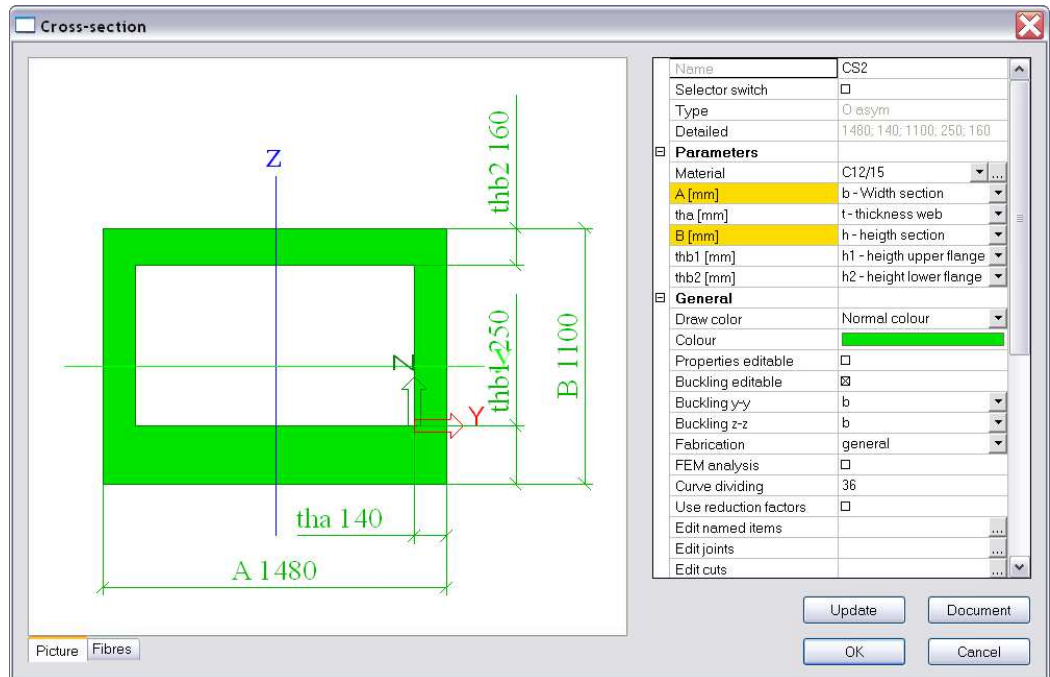 Cross-section
Z
thb2 160
thb1 250
B 1100
Z
Y
tha 140
A 1480
Picture Fibres
Name CS2
Selector switch
Type O asym
Detailed 1480; 140; 1100; 250; 160
Parameters
Material C12/15 ...
A [mm] b - Width section
tha [mm] t - thickness web
B [mm] h - heigth section
thb1 [mm] h1 - heigth upper flange
thb2 [mm] h2 - height lower flange
General
Draw color Normal colour
Colour
Properties editable
Buckling editable
Buckling y-y b
Buckling z-z b
Fabrication general
FEM analysis
Curve dividing 36
Use reduction factors
Edit named items ...
Edit joints ...
Edit cuts ...
Update Document
OK Cancel